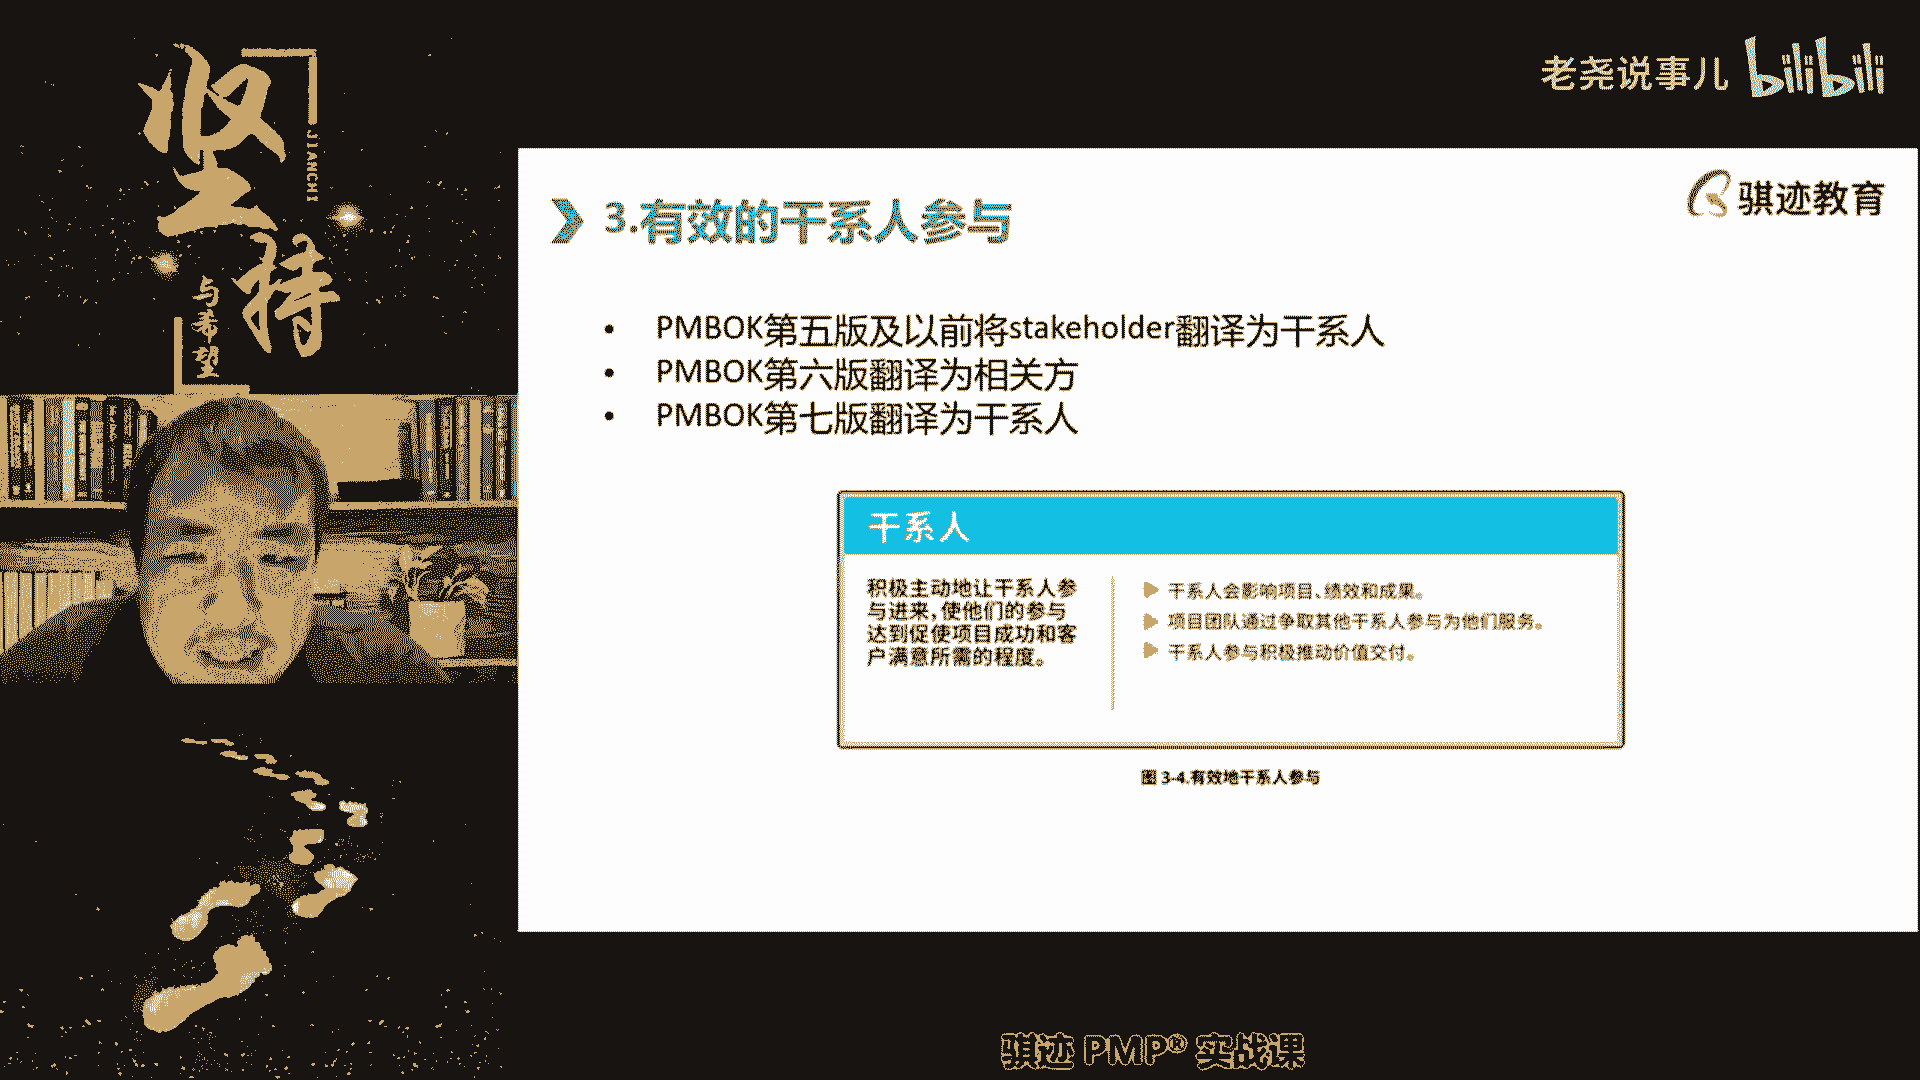 坚持
JIANCHI
与希望
老尧说事儿 bilibili
骐迹教育
3.有效的干系人参与
• PMBOK第五版及以前将stakeholder翻译为干系人
• PMBOK第六版翻译为相关方
• PMBOK第七版翻译为干系人
干系人
积极主动地让干系人参
与进来，使他们的参与
达到促使项目成功和客
户满意所需的程度。
干系人会影响项目、绩效和成果。
项目团队通过争取其他干系人参与为他们服务。
干系人参与积极推动价值交付。
图 3-4.有效地干系人参与
骐迹 PMP® 实战课